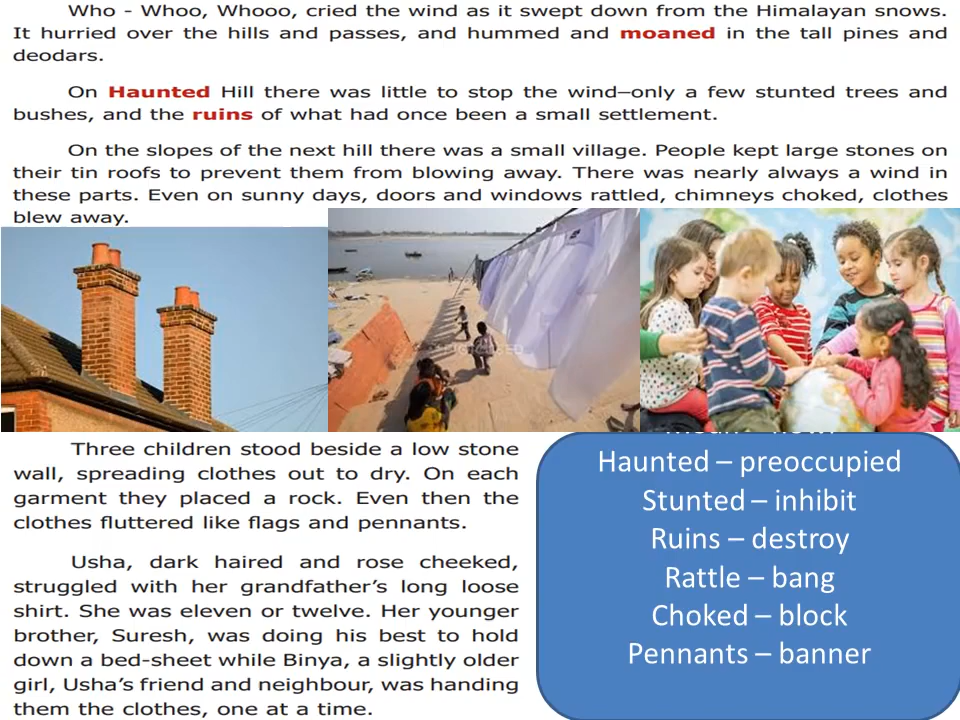 Who - Whoo, Whooo, cried the wind as it swept down from the Himalayan snows.
It hurried over the hills and passes, and hummed and moaned in the tall pines and
deodars.
On Haunted Hill there was little to stop the wind—only a few stunted trees and
bushes, and the ruins of what had once been a small settlement.
On the slopes of the next hill there was a small village. People kept large stones on
their tin roofs to prevent them from blowing away. There was nearly always a wind in
these parts. Even on sunny days, doors and windows rattled, chimneys choked, clothes
blew away.
Three children stood beside a low stone
wall, spreading clothes out to dry. On each
garment they placed a rock. Even then the
clothes fluttered like flags and pennants.
Usha, dark haired and rose cheeked,
struggled with her grandfather's long loose
shirt. She was eleven or twelve. Her younger
brother, Suresh, was doing his best to hold
down a bed-sheet while Binya, a slightly older
girl, Usha's friend and neighbour, was handing
them the clothes, one at a time.
Haunted – preoccupied
Stunted – inhibit
Ruins – destroy
Rattle – bang
Choked – block
Pennants – banner